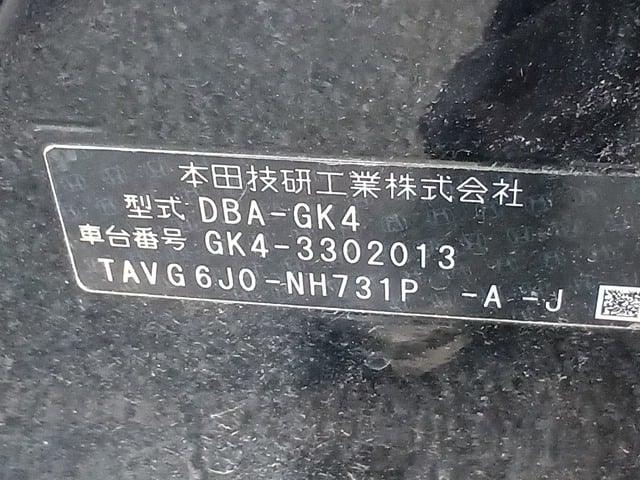 本田技研工業株式会社
型式 DBA-GK4
車台番号 GK4-3302013
TAVG6J0-NH731P -A -J